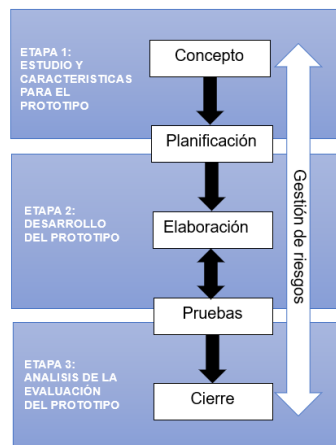 ETAPA 1:
ESTUDIO Y
CARACTERISTICAS
PARA EL
PROTOTIPO
Concepto
Planificación
ETAPA 2:
DESARROLLO
DEL PROTOTIPO
Elaboración
Pruebas
ETAPA 3:
ANALISIS DE LA
EVALUACIÓN
DEL PROTOTIPO
Cierre
Gestión de riesgos